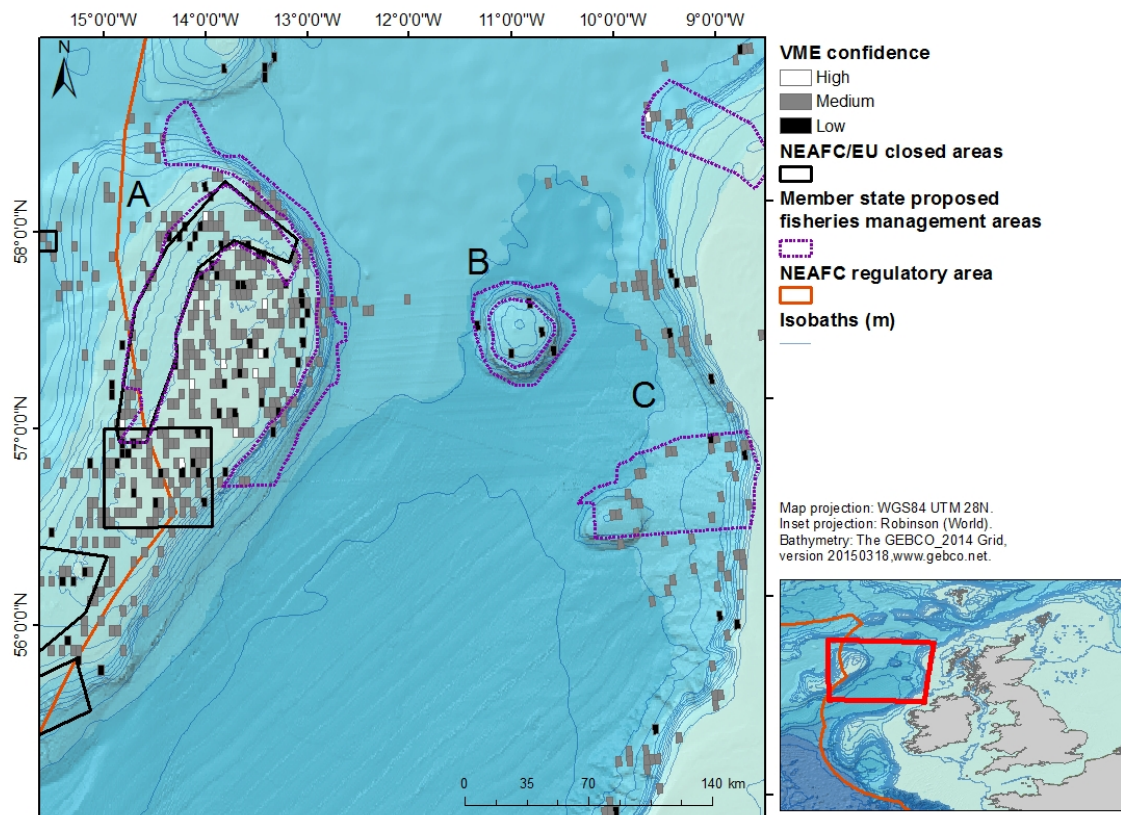 15°0'0"W 14°0'0"W 13°0'0"W 12°0'0"W 11°0'0"W 10°0'0"W 9°0'0"W
N
58°0'0"N
57°0'0"N
56°0'0"N
A
B
C
0 35 70 140 km
VME confidence
High
Medium
Low
NEAFC/EU closed areas
Member state proposed
fisheries management areas
NEAFC regulatory area
Isobaths (m)
Map projection: WGS84 UTM 28N.
Inset projection: Robinson (World).
Bathymetry: The GEBCO_2014 Grid,
version 20150318,www.gebco.net.